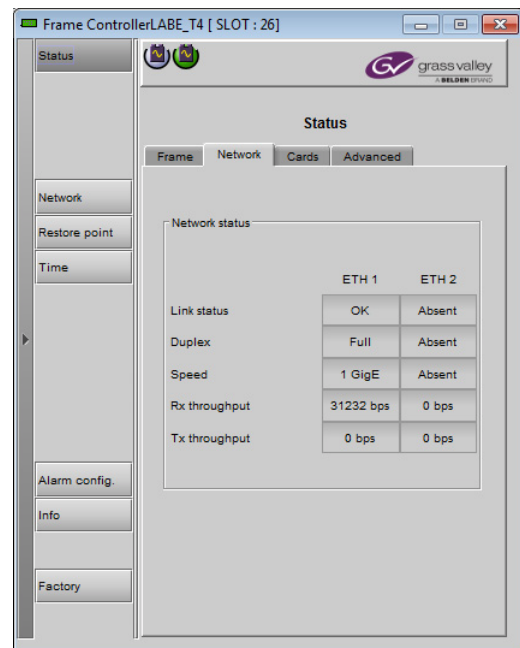 Frame ControllerLABE_T4 [ SLOT : 26]
Status
grass valley
A BELDEN BRAND
Status
Frame Network Cards Advanced
Network
Restore point
Time
Network status
ETH 1 ETH 2
Link status OK Absent
Duplex Full Absent
Speed 1 GigE Absent
Rx throughput 31232 bps 0 bps
Tx throughput 0 bps 0 bps
Alarm config.
Info
Factory